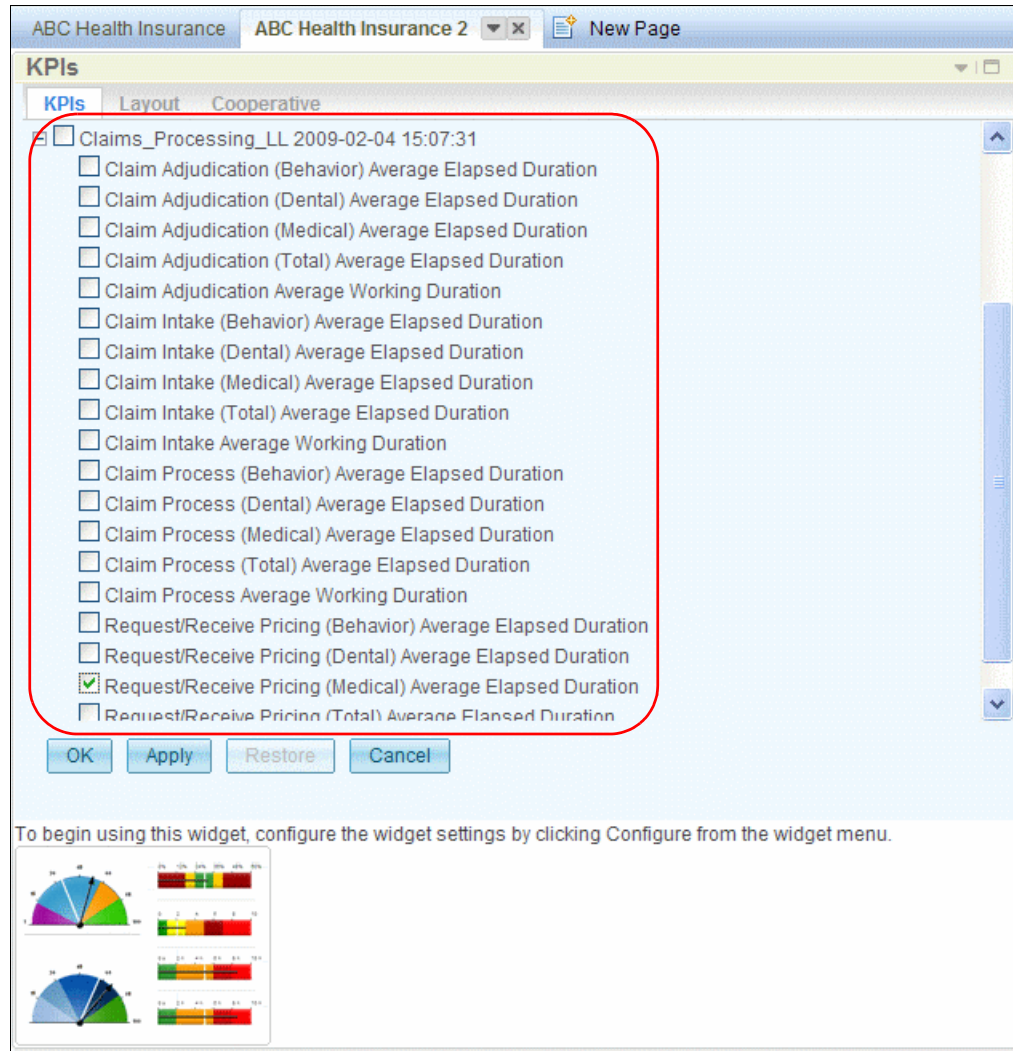 ABC Health Insurance ABC Health Insurance 2 New Page
KPIs
KPIs Layout Cooperative
Claims_Processing_LL 2009-02-04 15:07:31
Claim Adjudication (Behavior) Average Elapsed Duration
Claim Adjudication (Dental) Average Elapsed Duration
Claim Adjudication (Medical) Average Elapsed Duration
Claim Adjudication (Total) Average Elapsed Duration
Claim Adjudication Average Working Duration
Claim Intake (Behavior) Average Elapsed Duration
Claim Intake (Dental) Average Elapsed Duration
Claim Intake (Medical) Average Elapsed Duration
Claim Intake (Total) Average Elapsed Duration
Claim Intake Average Working Duration
Claim Process (Behavior) Average Elapsed Duration
Claim Process (Dental) Average Elapsed Duration
Claim Process (Medical) Average Elapsed Duration
Claim Process (Total) Average Elapsed Duration
Claim Process Average Working Duration
Request/Receive Pricing (Behavior) Average Elapsed Duration
Request/Receive Pricing (Dental) Average Elapsed Duration
Request/Receive Pricing (Medical) Average Elapsed Duration
Request/Receive Pricing (Total) Average Elapsed Duration
OK Apply Restore Cancel
To begin using this widget, configure the widget settings by clicking Configure from the widget menu.